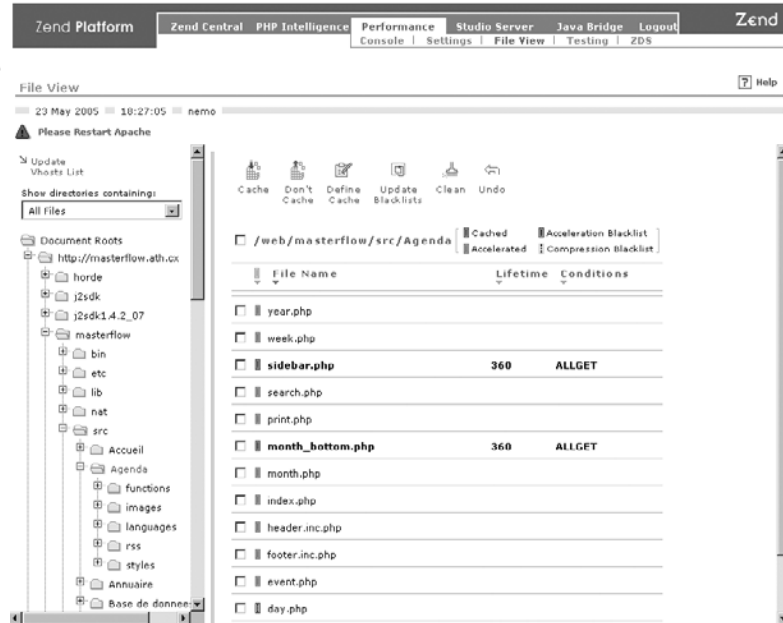 Zend Platform
Zend Central PHP Intelligence Performance Studio Server Java Bridge Logout
Zend
Console | Settings | File View | Testing | ZDS
File View
? Help
23 May 2005 18:27:05 nemo
Please Restart Apache
Update
Vhosts List
Show directories containing:
All Files
Document Roots
http://masterflow.ath.cx
horde
j2sdk
j2sdk1.4.2_07
masterflow
bin
etc
lib
nat
src
Accueil
Agenda
functions
images
languages
rss
styles
Annuaire
Base de donnee
Cache
Don't Cache
Define Cache
Update Blacklists
Clean
Undo
/web/masterflow/src/Agenda
Cached
Acceleration Blacklist
Accelerated
Compression Blacklist
File Name Lifetime Conditions
year.php
week.php
sidebar.php 360 ALLGET
search.php
print.php
month_bottom.php 360 ALLGET
month.php
index.php
header.inc.php
footer.inc.php
event.php
day.php